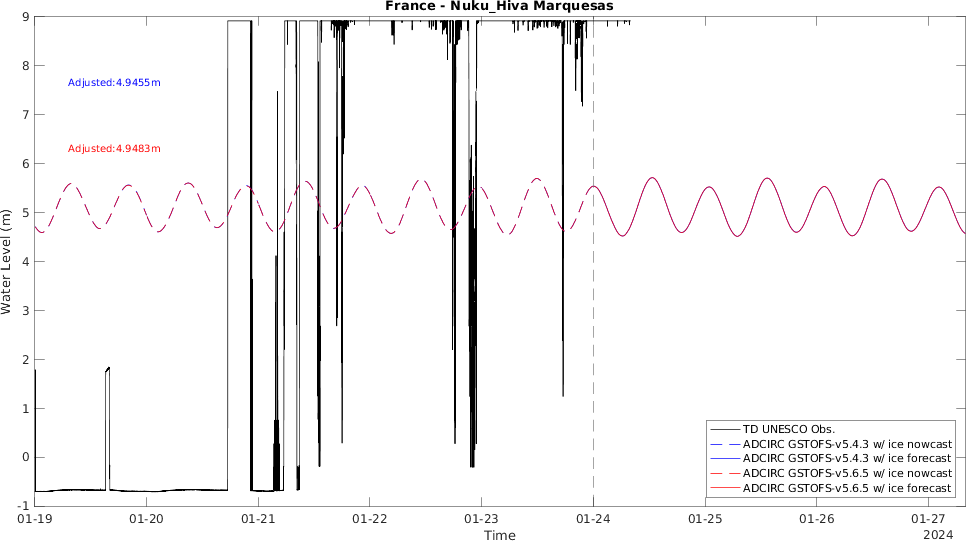 France - Nuku_Hiva Marquesas
9
8
7
6
5
4
3
2
1
0
-1
Water Level (m)
Adjusted:4.9455m
Adjusted:4.9483m
TD UNESCO Obs.
ADCIRC GSTOFS-v5.4.3 w/ ice nowcast
ADCIRC GSTOFS-v5.4.3 w/ ice forecast
ADCIRC GSTOFS-v5.6.5 w/ ice nowcast
ADCIRC GSTOFS-v5.6.5 w/ ice forecast
01-19 01-20 01-21 01-22 01-23 01-24 01-25 01-26 01-27
Time
2024